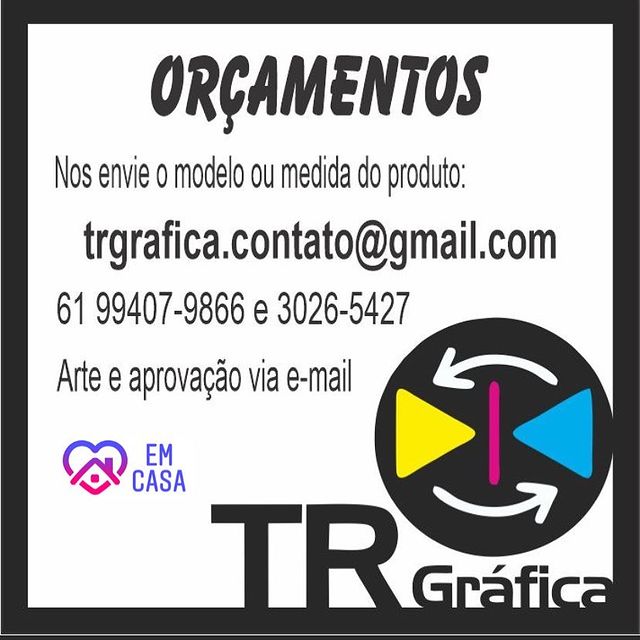 ORÇAMENTOS
Nos envie o modelo ou medida do produto:
trgrafica.contato@gmail.com
61 99407-9866 e 3026-5427
Arte e aprovação via e-mail
EM
CASA
TR
Gráfica